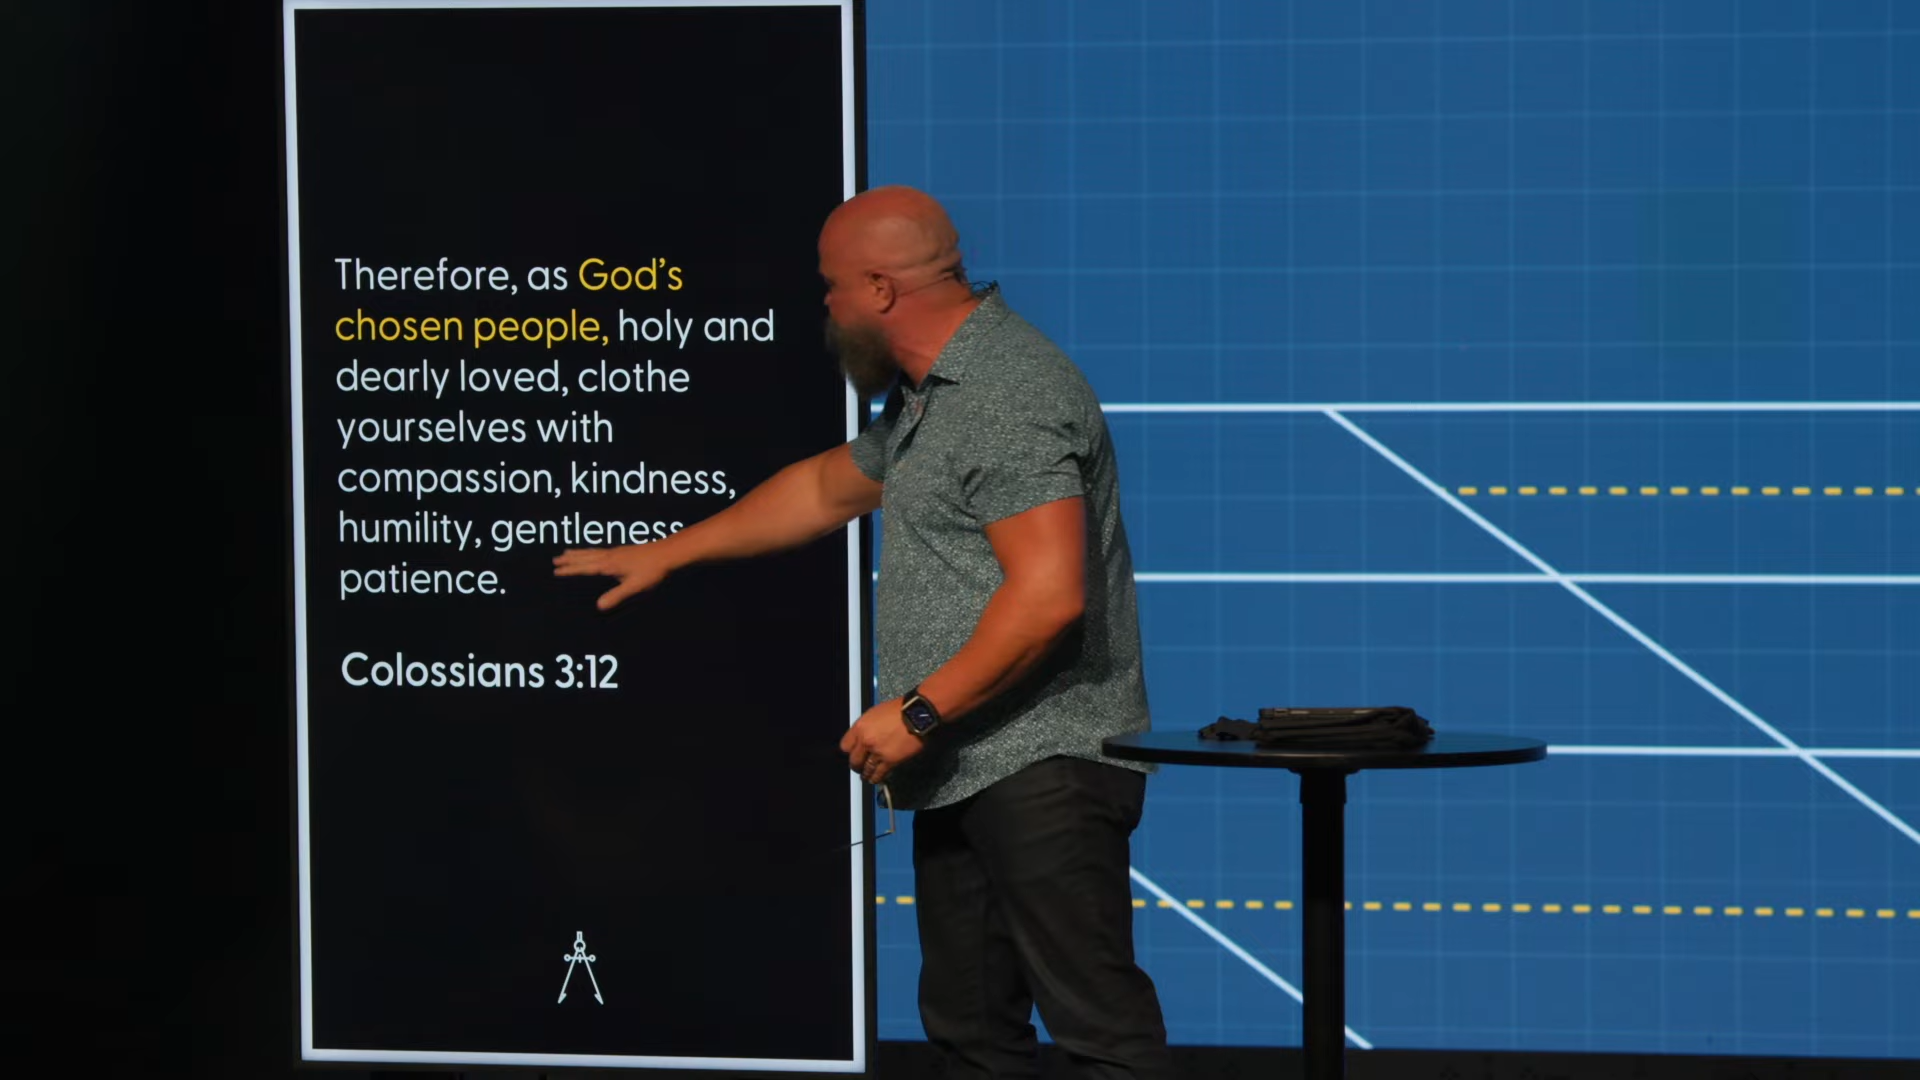 Therefore, as God's
chosen people, holy and
dearly loved, clothe
yourselves with
compassion, kindness,
humility, gentleness
patience.
Colossians 3:12